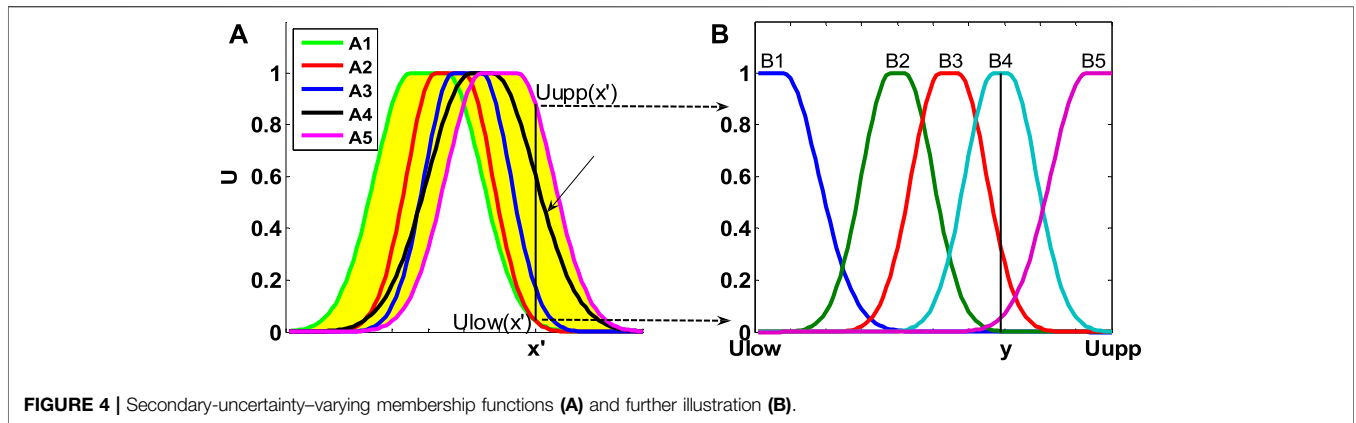 A
A1
A2
A3
A4
A5
1
0.8
0.6
0.4
0.2
0
U
Uupp(x')
Ulow(x')
x'
B
B1 B2 B3 B4 B5
1
0.8
0.6
0.4
0.2
0
Ulow y Uupp
FIGURE 4 | Secondary-uncertainty–varying membership functions (A) and further illustration (B).